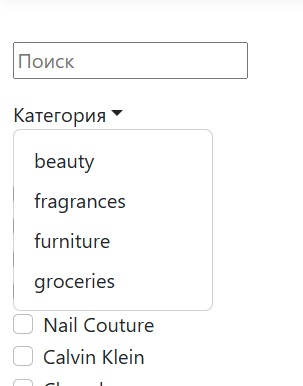 Поиск
Категория
beauty
fragrances
furniture
groceries
Nail Couture
Calvin Klein